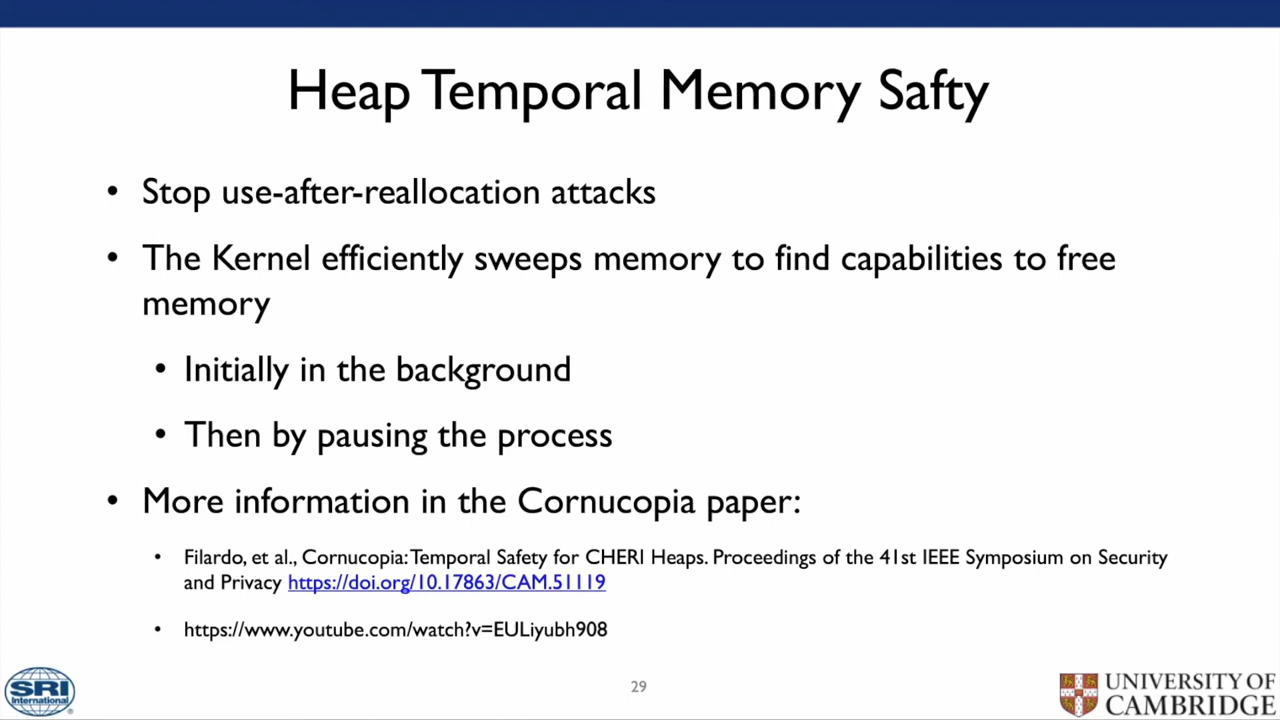 Heap Temporal Memory Safty
• Stop use-after-reallocation attacks
• The Kernel efficiently sweeps memory to find capabilities to free
memory
• Initially in the background
• Then by pausing the process
• More information in the Cornucopia paper:
• Filardo, et al., Cornucopia: Temporal Safety for CHERI Heaps. Proceedings of the 41st IEEE Symposium on Security
and Privacy https://doi.org/10.17863/CAM.51119
• https://www.youtube.com/watch?v=EULiyubh908
SRI
International®
29
UNIVERSITY OF
CAMBRIDGE